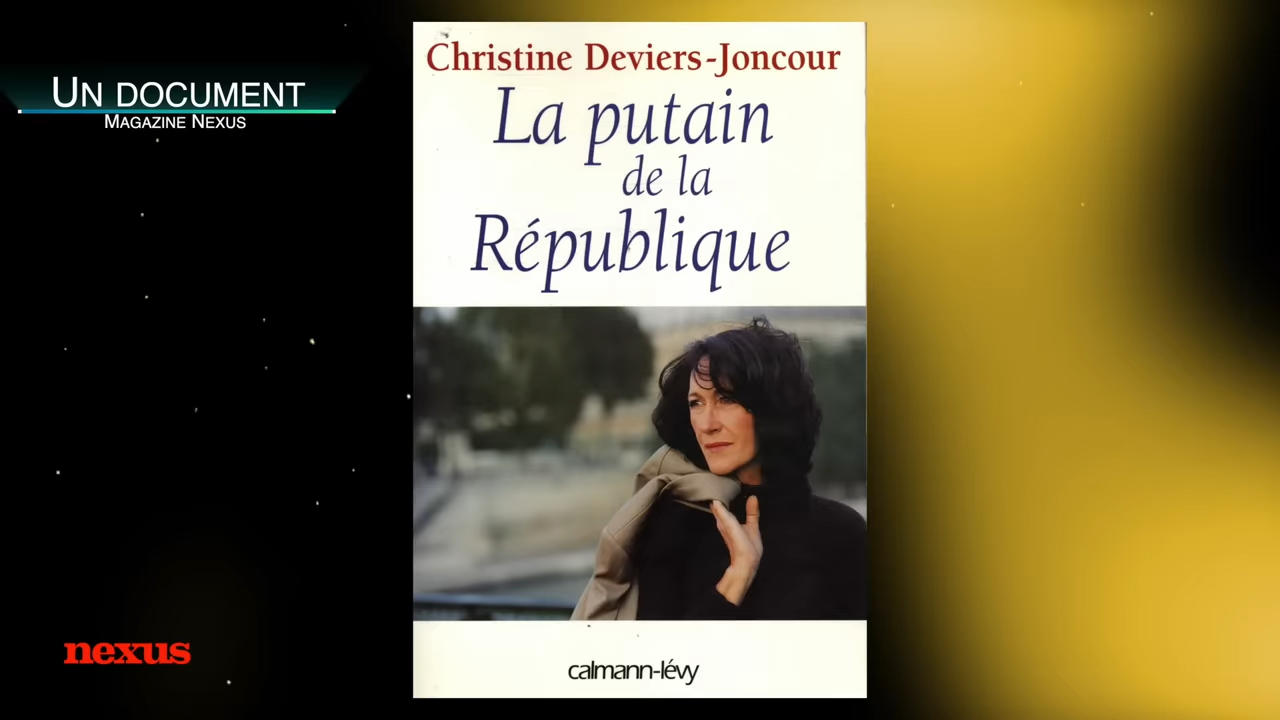 UN DOCUMENT
MAGAZINE NEXUS
Christine Deviers-Joncour
La putain
de la
République
calmann-lévy
nexus